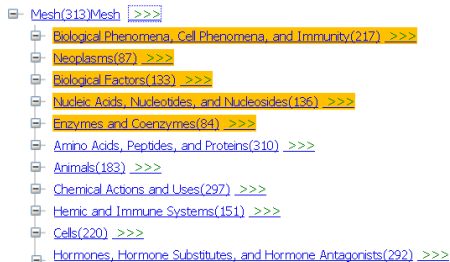 Mesh(313)Mesh >>>
Biological Phenomena, Cell Phenomena, and Immunity(217) >>>
Neoplasms(87) >>>
Biological Factors(133) >>>
Nucleic Acids, Nucleotides, and Nucleosides(136) >>>
Enzymes and Coenzymes(84) >>>
Amino Acids, Peptides, and Proteins(310) >>>
Animals(183) >>>
Chemical Actions and Uses(297) >>>
Hemic and Immune Systems(151) >>>
Cells(220) >>>
Hormones, Hormone Substitutes, and Hormone Antagonists(292) >>>